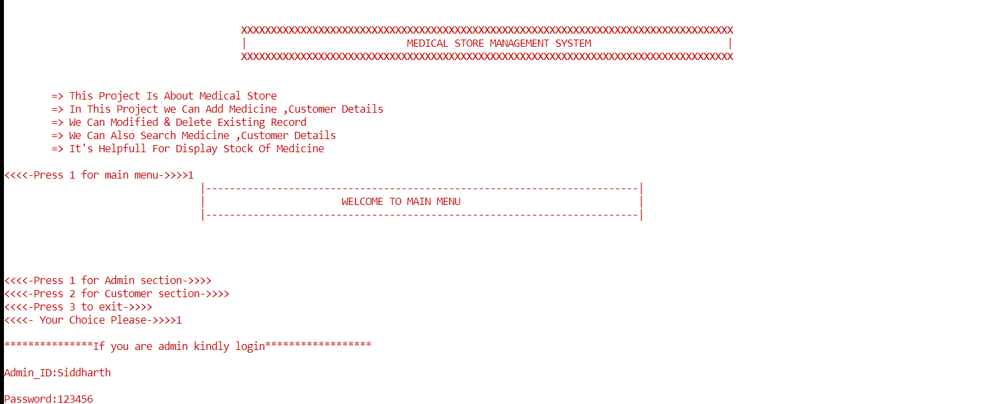 XXXXXXXXXXXXXXXXXXXXXXXXXXXXXXXXXXXXXXXXXXXXXXXXXXXXXXXXXXXXXXXXXXXXXXXXXXXXXXXXXXX
| MEDICAL STORE MANAGEMENT SYSTEM |
XXXXXXXXXXXXXXXXXXXXXXXXXXXXXXXXXXXXXXXXXXXXXXXXXXXXXXXXXXXXXXXXXXXXXXXXXXXXXXXXXXX
=> This Project Is About Medical Store
=> In This Project we Can Add Medicine ,Customer Details
=> We Can Modified & Delete Existing Record
=> We Can Also Search Medicine ,Customer Details
=> It's Helpfull For Display Stock Of Medicine
<<<<-Press 1 for main menu->>>>1
|-------------------------------------------------------------------------|
| WELCOME TO MAIN MENU |
|-------------------------------------------------------------------------|
<<<<-Press 1 for Admin section->>>>
<<<<-Press 2 for Customer section->>>>
<<<<-Press 3 to exit->>>>
<<<<- Your Choice Please->>>>1
***************If you are admin kindly login******************
Admin_ID:Siddharth
Password:123456